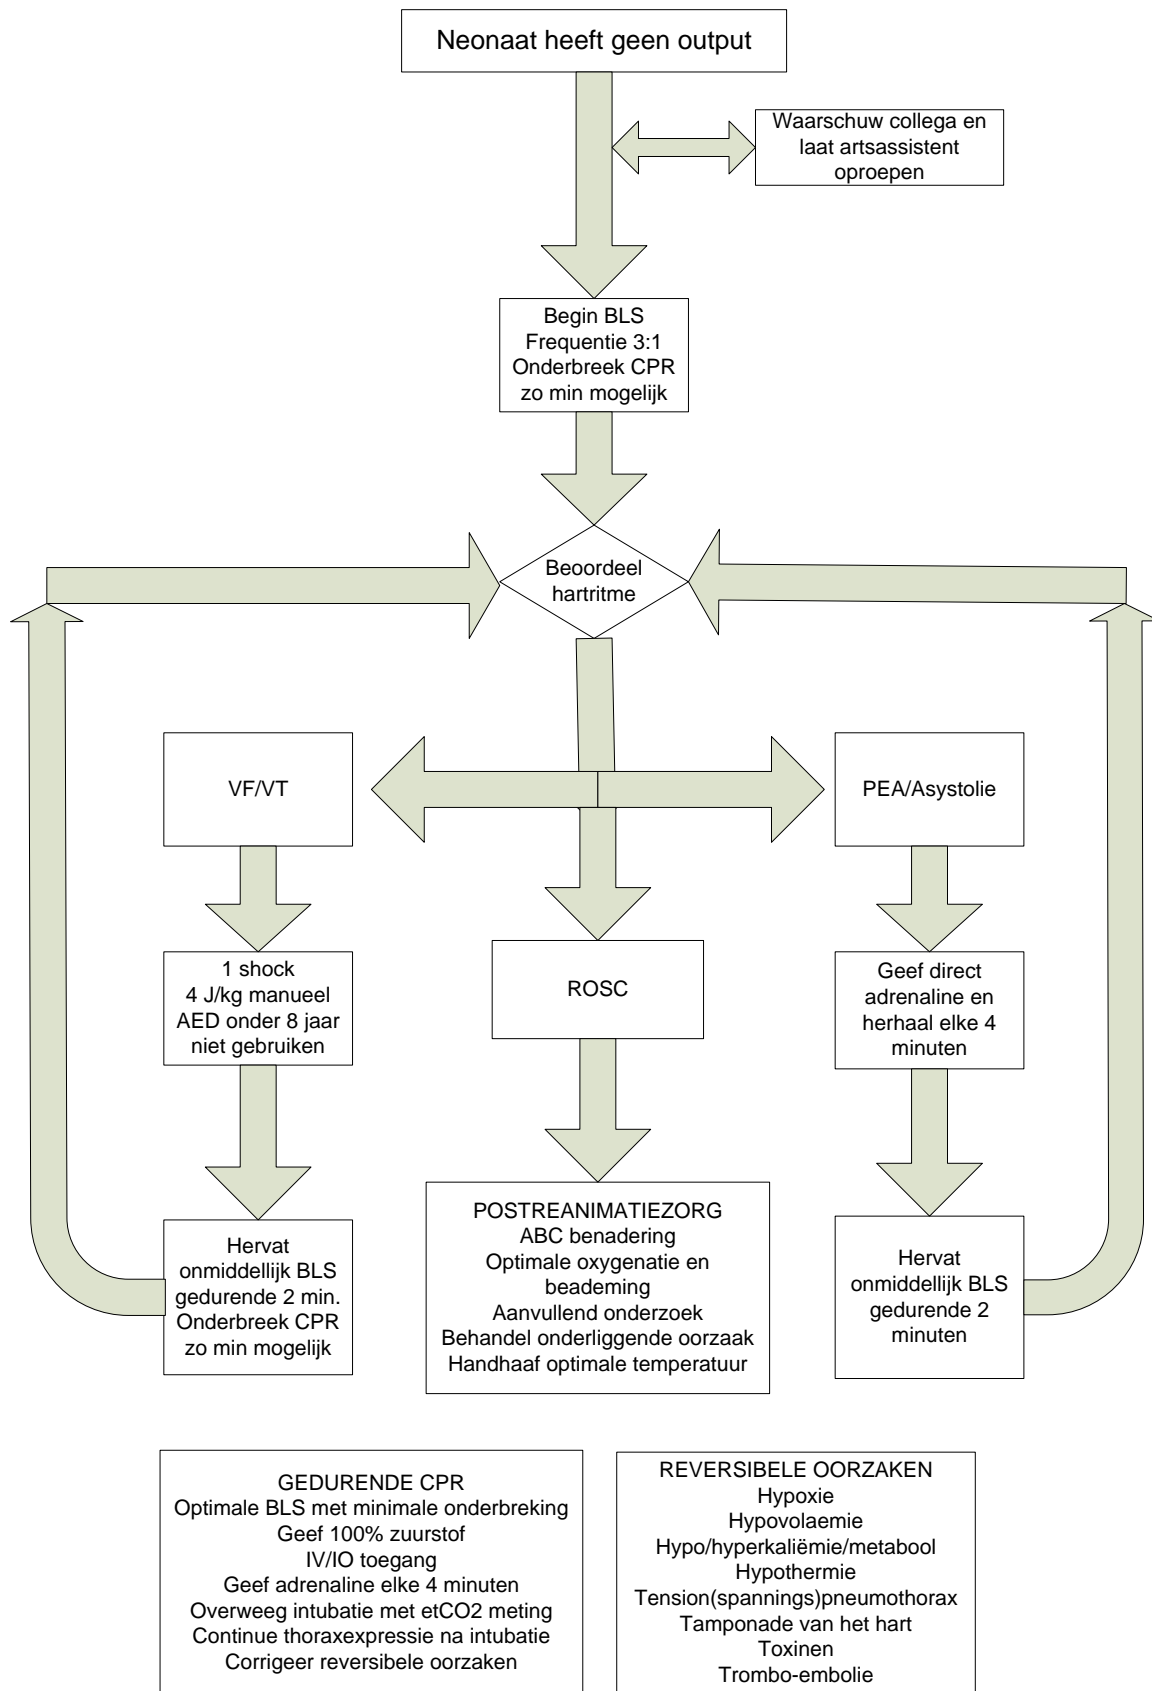 Neonaat heeft geen output
Waarschuw collega en
laat artsassistent
oproepen
Begin BLS
Frequentie 3:1
Onderbreek CPR
zo min mogelijk
Beoordeel
hartritme
VF/VT
PEA/Asystolie
1 shock
4 J/kg manueel
AED onder 8 jaar
niet gebruiken
ROSC
Geef direct
adrenaline en
herhaal elke 4
minuten
Hervat
onmiddellijk BLS
gedurende 2 min.
Onderbreek CPR
zo min mogelijk
POSTREANIMATIEZORG
ABC benadering
Optimale oxygenatie en
beademing
Aanvullend onderzoek
Behandel onderliggende oorzaak
Handhaaf optimale temperatuur
Hervat
onmiddellijk BLS
gedurende 2
minuten
GEDURENDE CPR
Optimale BLS met minimale onderbreking
Geef 100% zuurstof
IV/IO toegang
Geef adrenaline elke 4 minuten
Overweeg intubatie met etCO2 meting
Continue thoraxexpressie na intubatie
Corrigeer reversibele oorzaken
REVERSIBELE OORZAKEN
Hypoxie
Hypovolaemie
Hypo/hyperkaliëmie/metabool
Hypothermie
Tension(spannings)pneumothorax
Tamponade van het hart
Toxinen
Trombo-embolie